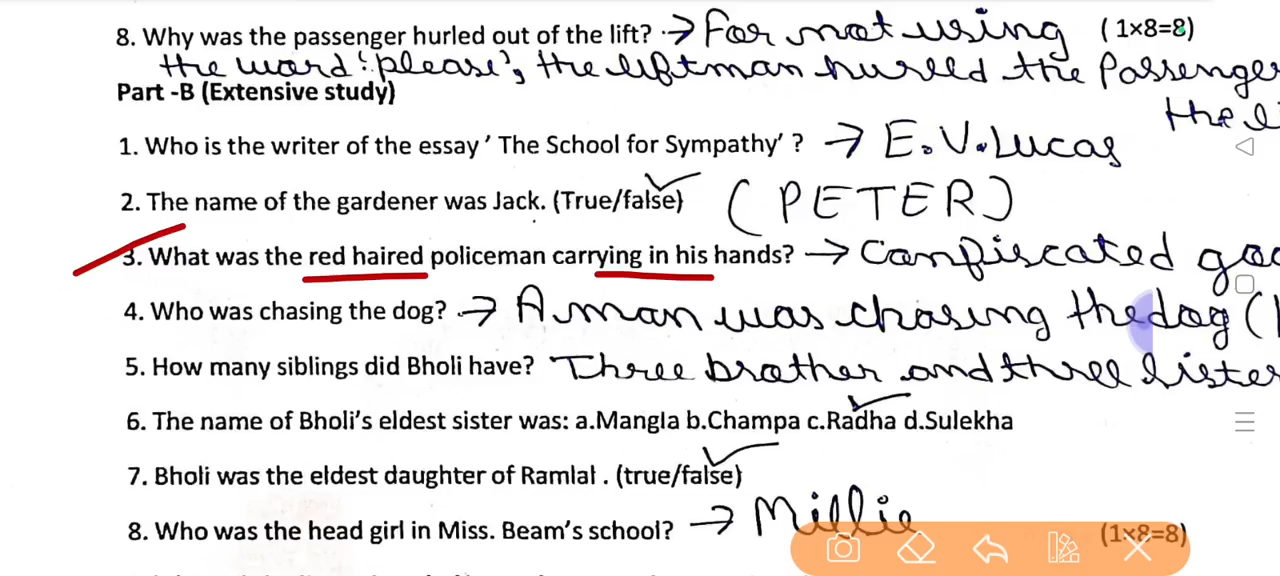 8. Why was the passenger hurled out of the lift? → For not using (1×8=8)
the word 'please', the liftman hurled the Passenger
the l
Part -B (Extensive study)
1. Who is the writer of the essay ' The School for Sympathy' ? → E.V.Lucas
2. The name of the gardener was Jack. (True/false) (PETER)
3. What was the red haired policeman carrying in his hands? → Confiscated goo
4. Who was chasing the dog? → A man was chasing the dog (
5. How many siblings did Bholi have? Three brother and three sister
6. The name of Bholi's eldest sister was: a.Mangla b.Champa c.Radha d.Sulekha
7. Bholi was the eldest daughter of Ramlal . (true/false)
8. Who was the head girl in Miss. Beam's school? → Millie (1×8=8)